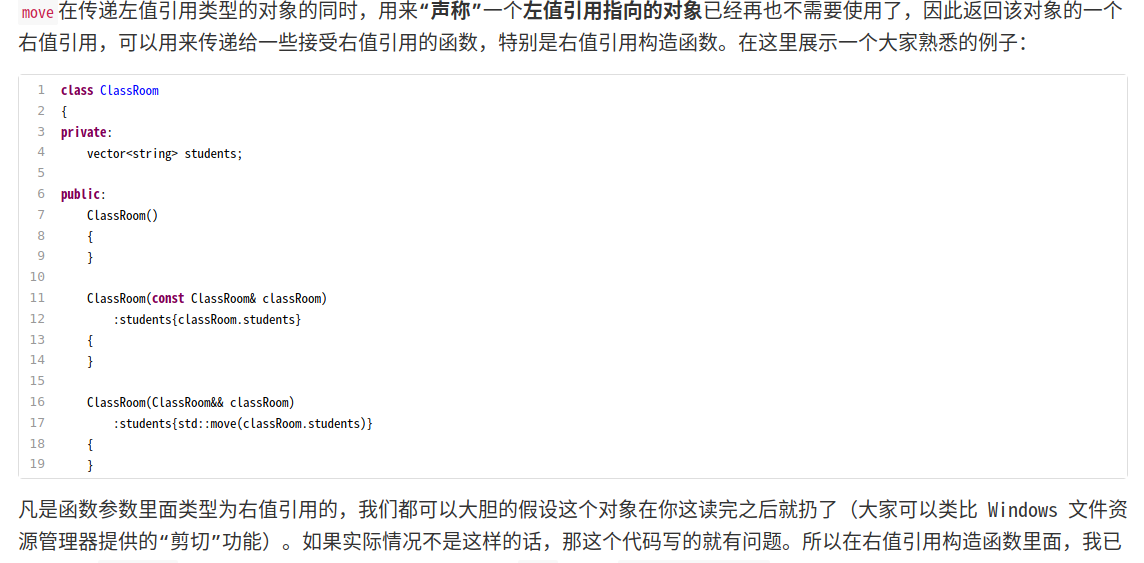 move 在传递左值引用类型的对象的同时，用来“声称”一个左值引用指向的对象已经再也不需要使用了，因此返回该对象的一个
右值引用，可以用来传递给一些接受右值引用的函数，特别是右值引用构造函数。在这里展示一个大家熟悉的例子：
1 class ClassRoom
2 {
3 private:
4     vector<string> students;
5
6 public:
7     ClassRoom()
8     {
9     }
10
11     ClassRoom(const ClassRoom& classRoom)
12         :students{classRoom.students}
13     {
14     }
15
16     ClassRoom(ClassRoom&& classRoom)
17         :students{std::move(classRoom.students)}
18     {
19     }
凡是函数参数里面类型为右值引用的，我们都可以大胆的假设这个对象在你这读完之后就扔了（大家可以类比 Windows 文件资
源管理器提供的“剪切”功能）。如果实际情况不是这样的话，那这个代码写的就有问题。所以在右值引用构造函数里面，我已